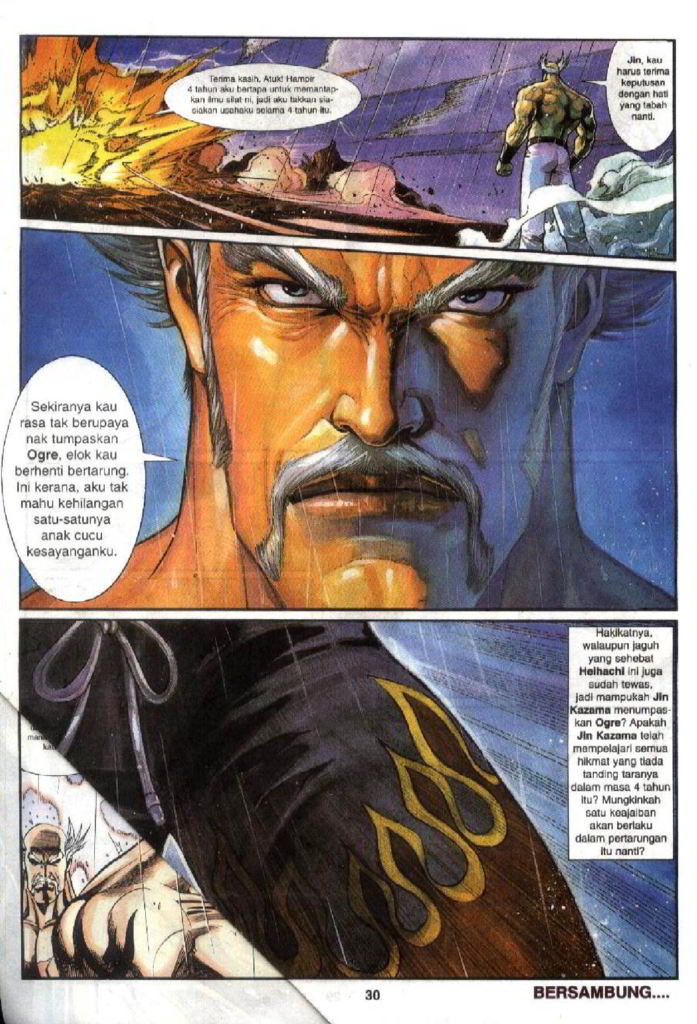 Terima kasih, Atuk! Hampir
4 tahun aku bertapa untuk memantap-
kan ilmu silat ni, jadi aku takkan sia-
siakan usahaku selama 4 tahun itu.
Jin, kau
harus terima
keputusan
dengan hati
yang tabah
nanti.
Sekiranya kau
rasa tak berupaya
nak tumpaskan
Ogre, elok kau
berhenti bertarung.
Ini kerana, aku tak
mahu kehilangan
satu-satunya
anak cucu
kesayanganku.
Hakikatnya,
walaupun jaguh
yang sehebat
Heihachi ini juga
sudah tewas,
jadi mampukah Jin
Kazama menumpas-
kan Ogre? Apakah
Jin Kazama telah
mempelajari semua
hikmat yang tiada
tanding taranya
dalam masa 4 tahun
itu? Mungkinkah
satu keajaiban
akan berlaku
dalam pertarungan
itu nanti?
30
BERSAMBUNG....